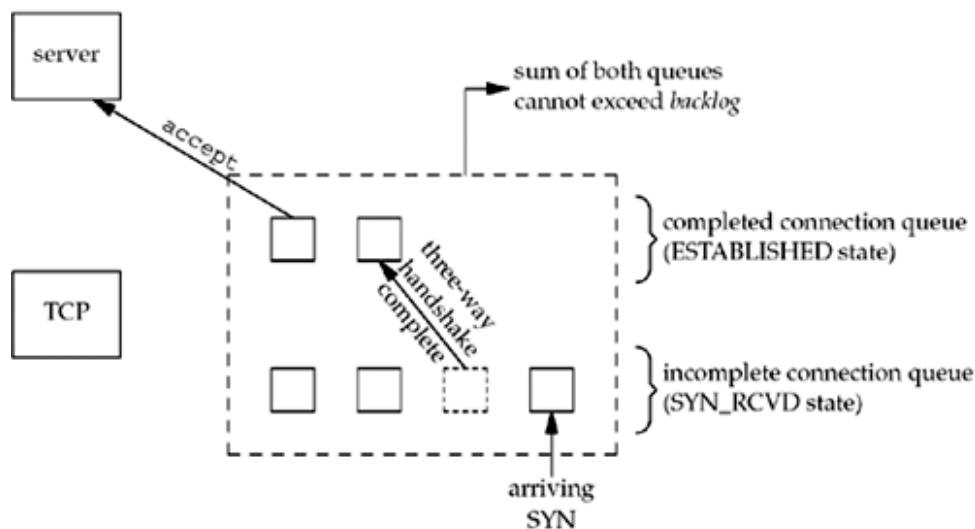 server
sum of both queues
cannot exceed backlog
accept
completed connection queue
(ESTABLISHED state)
three-way
handshake
complete
TCP
incomplete connection queue
(SYN_RCVD state)
arriving
SYN